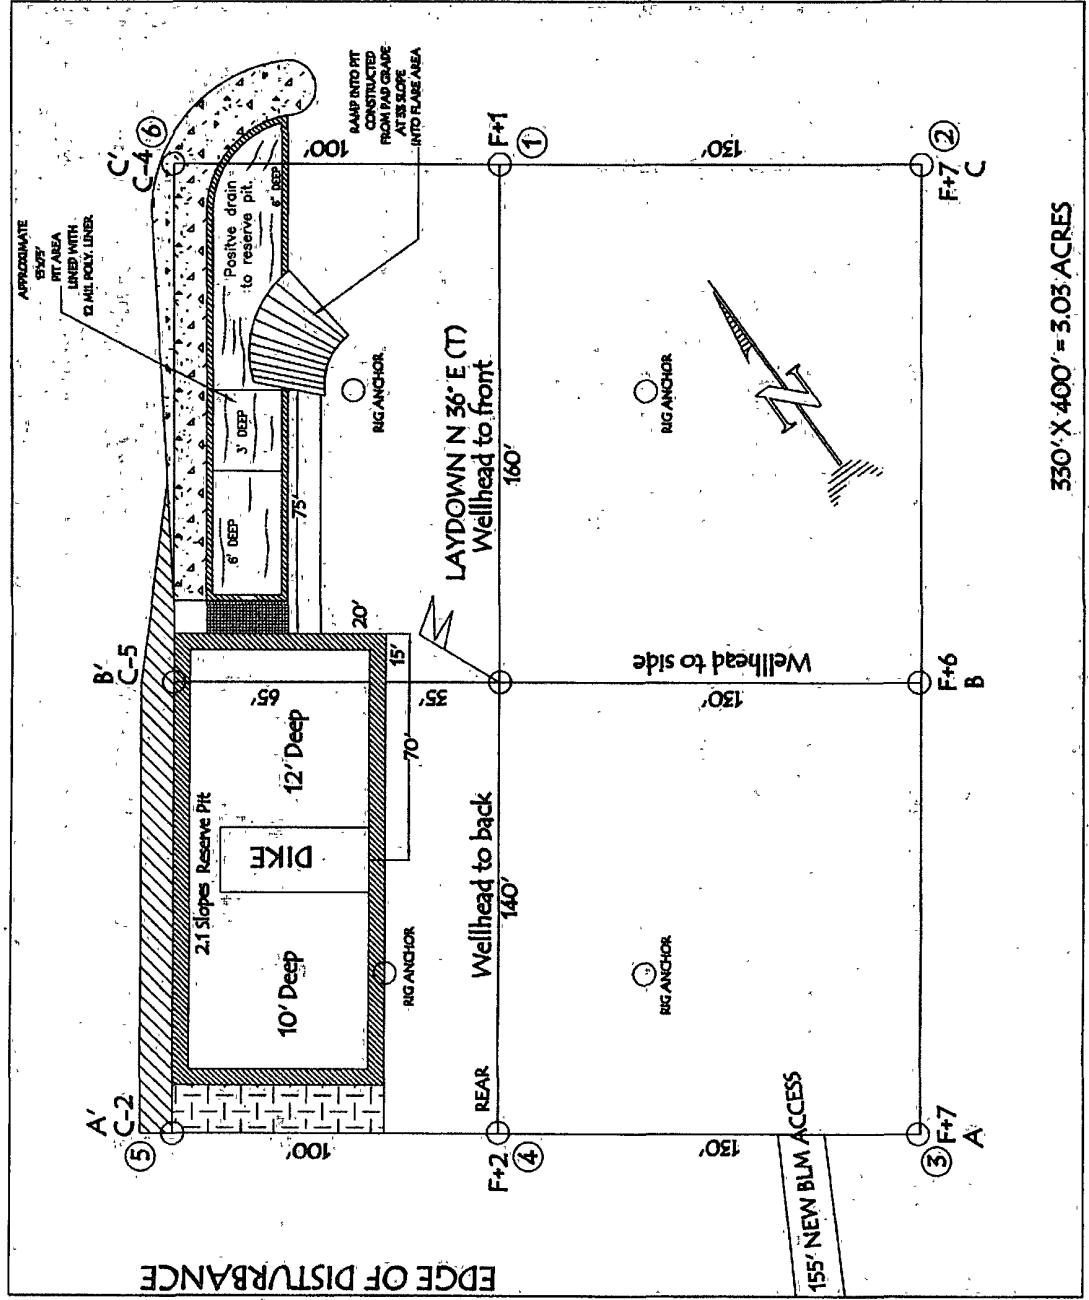 APPROXIMATE
PIT AREA
LINED WITH
12 MIL POLY. LINER
C'
C-4
6
RAMP INTO PIT
CONSTRUCTED
FROM PAD GRADE
AT 5% SLOPE
INTO FLARE AREA
100'
F+1
1
130'
2
F+7
C
Positve drain
to reserve pit.
6' DEEP
3' DEEP
6' DEEP
75'
RIG ANCHOR
RIG ANCHOR
LAYDOWN N 36° E (T)
Wellhead to front
160'
N
330' X 400' = 3.03 ACRES
B'
C-5
65'
20'
15'
35'
70'
Wellhead to side
130'
F+6
B
2.1 Slopes Reserve Pit
12' Deep
DIKE
10' Deep
RIG ANCHOR
Wellhead to back
140'
RIG ANCHOR
A'
C-2
5
100'
REAR
F+2
4
130'
3
F+7
A
155' NEW BLM ACCESS
EDGE OF DISTURBANCE